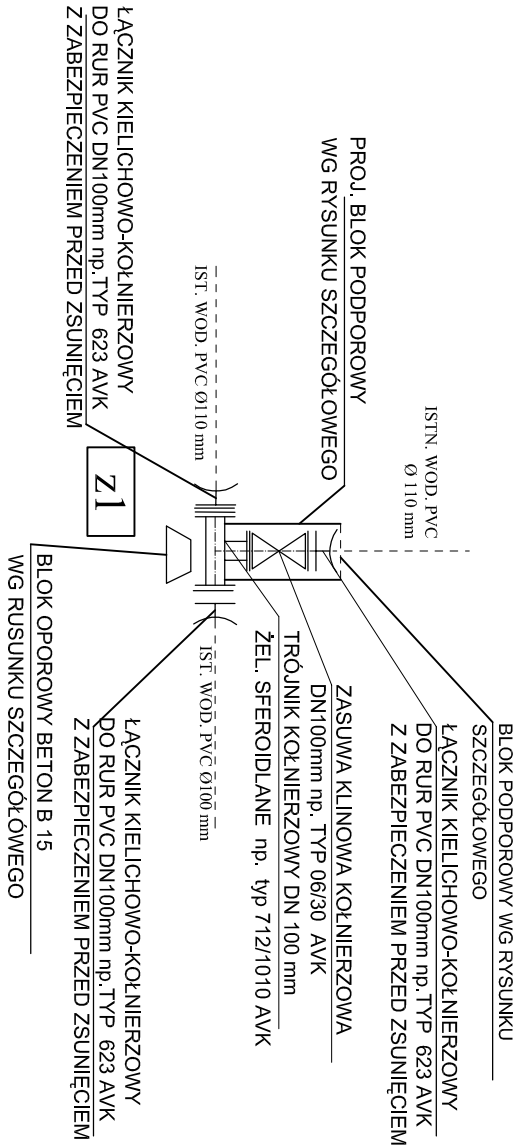 BLOK PODPOROWY WG RYSUNKU
SZCZEGÓŁOWEGO
ŁĄCZNIK KIELICHOWO-KOŁNIERZOWY
DO RUR PVC DN100mm np.TYP 623 AVK
Z ZABEZPIECZENIEM PRZED ZSUNIĘCIEM
ISTN. WOD. PVC
Ø 110 mm
PROJ. BLOK PODPOROWY
WG RYSUNKU SZCZEGÓŁOWEGO
ZASUWA KLINOWA KOŁNIERZOWA
DN100mm np. TYP 06/30 AVK
TRÓJNIK KOŁNIERZOWY DN 100 mm
ŻEL. SFEROIDLANE np. typ 712/1010 AVK
IST. WOD. PVC Ø110 mm
IST. WOD. PVC Ø100 mm
ŁĄCZNIK KIELICHOWO-KOŁNIERZOWY
DO RUR PVC DN100mm np.TYP 623 AVK
Z ZABEZPIECZENIEM PRZED ZSUNIĘCIEM
z1
ŁĄCZNIK KIELICHOWO-KOŁNIERZOWY
DO RUR PVC DN100mm np.TYP 623 AVK
Z ZABEZPIECZENIEM PRZED ZSUNIĘCIEM
BLOK OPOROWY BETON B 15
WG RUSUNKU SZCZEGÓŁÓWEGO